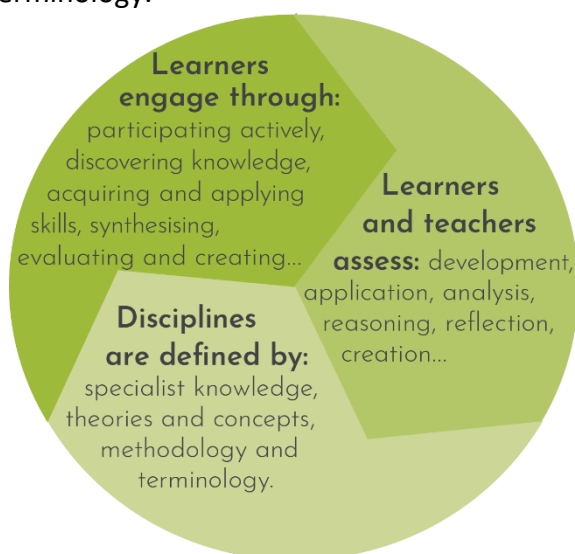 erminology.
Learners
engage through:
participating actively,
discovering knowledge,
acquiring and applying
skills, synthesising,
evaluating and creating...
Learners
and teachers
assess: development,
application, analysis,
reasoning, reflection,
creation...
Disciplines
are defined by:
specialist knowledge,
theories and concepts,
methodology and
terminology.